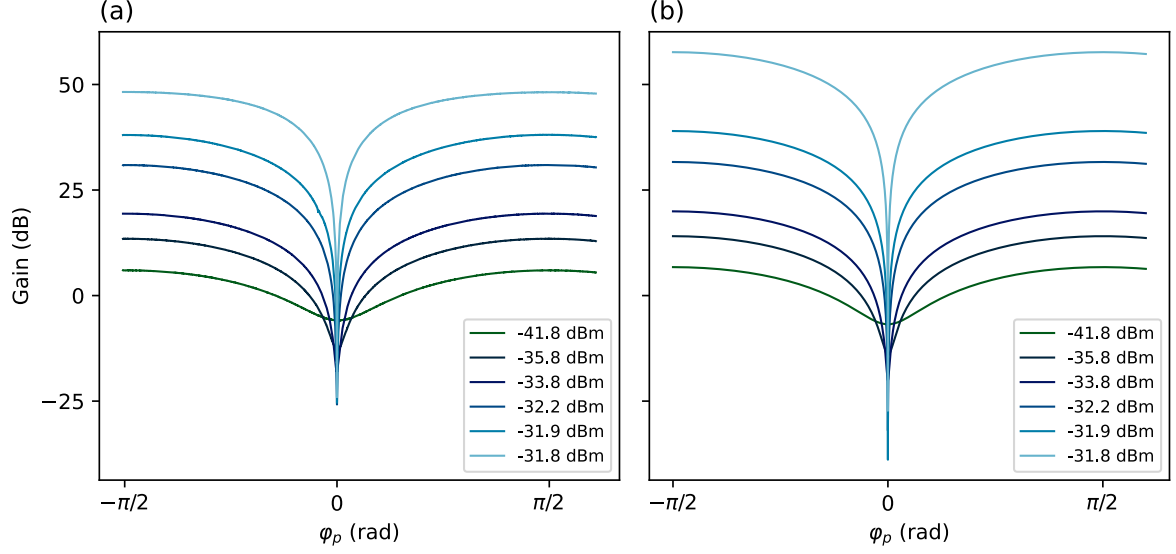 (a)
(b)
Gain (dB)
50
25
0
−25
-41.8 dBm
-35.8 dBm
-33.8 dBm
-32.2 dBm
-31.9 dBm
-31.8 dBm
-41.8 dBm
-35.8 dBm
-33.8 dBm
-32.2 dBm
-31.9 dBm
-31.8 dBm
−π/2 0 π/2
−π/2 0 π/2
φp (rad)
φp (rad)